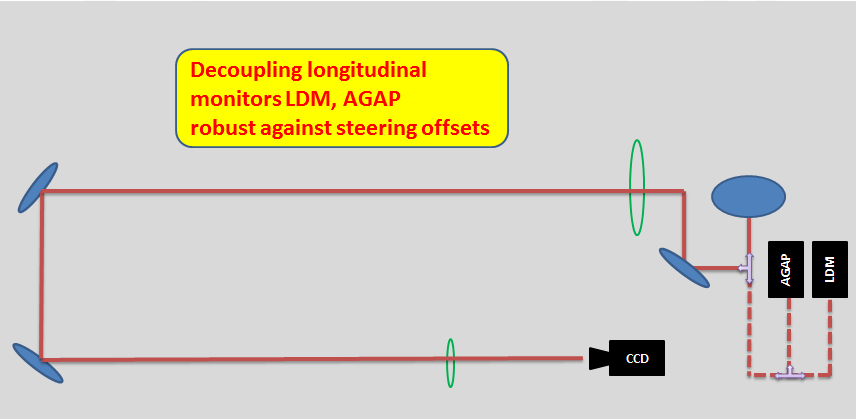 Decoupling longitudinal
monitors LDM, AGAP
robust against steering offsets
AGAP
LDM
CCD